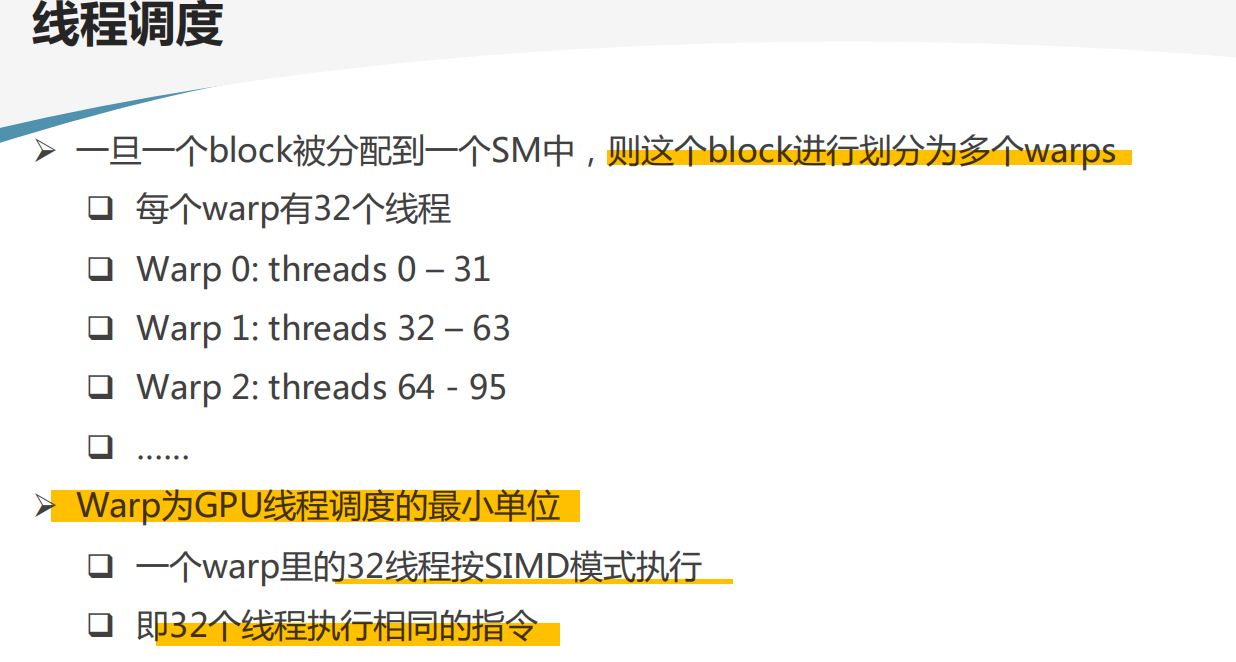 线程调度
一旦一个block被分配到一个SM中，则这个block进行划分为多个warps
每个warp有32个线程
Warp 0: threads 0 – 31
Warp 1: threads 32 – 63
Warp 2: threads 64 - 95
……
Warp为GPU线程调度的最小单位
一个warp里的32线程按SIMD模式执行
即32个线程执行相同的指令